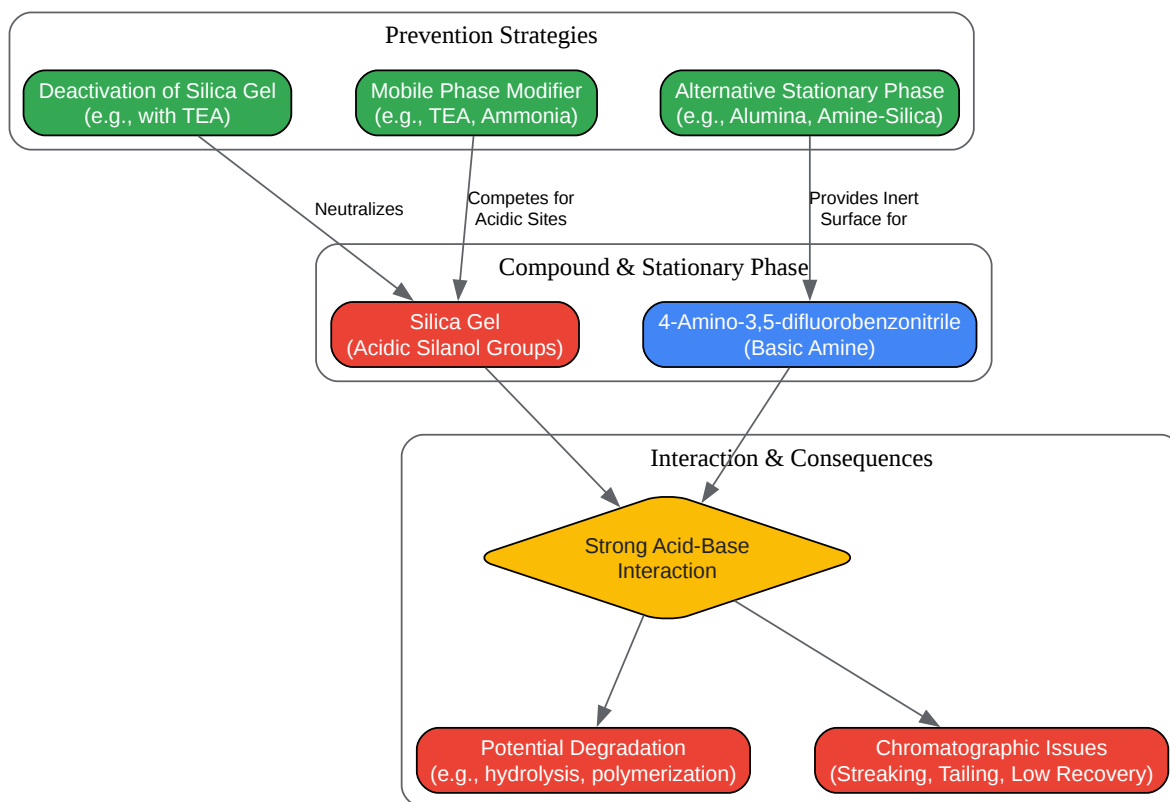 Prevention Strategies
Deactivation of Silica Gel
(e.g., with TEA)
Mobile Phase Modifier
(e.g., TEA, Ammonia)
Alternative Stationary Phase
(e.g., Alumina, Amine-Silica)
Neutralizes
Competes for
Acidic Sites
Provides Inert
Surface for
Compound & Stationary Phase
Silica Gel
(Acidic Silanol Groups)
4-Amino-3,5-difluorobenzonitrile
(Basic Amine)
Interaction & Consequences
Strong Acid-Base
Interaction
Potential Degradation
(e.g., hydrolysis, polymerization)
Chromatographic Issues
(Streaking, Tailing, Low Recovery)